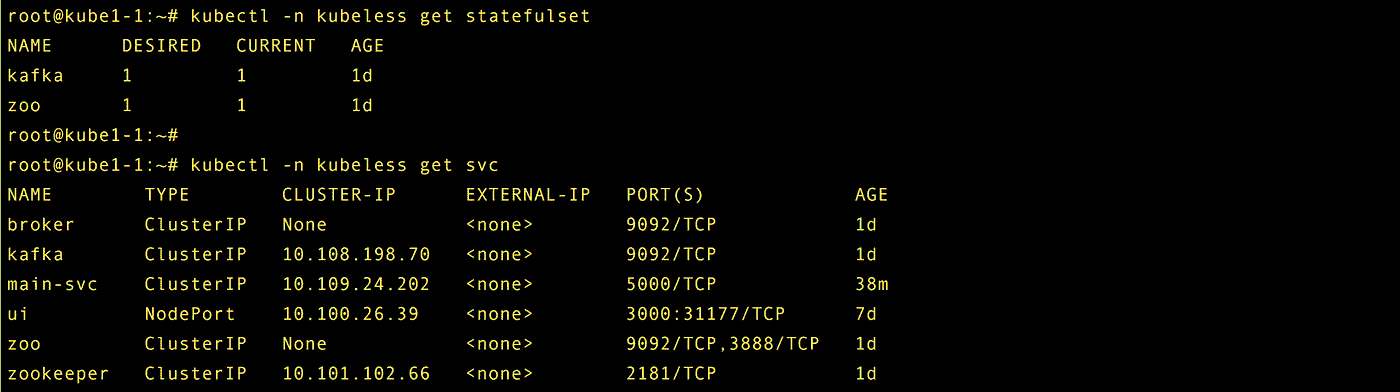 root@kube1-1:~# kubectl -n kubeless get statefulset
NAME      DESIRED   CURRENT   AGE
kafka     1         1         1d
zoo       1         1         1d
root@kube1-1:~#
root@kube1-1:~# kubectl -n kubeless get svc
NAME        TYPE        CLUSTER-IP      EXTERNAL-IP   PORT(S)             AGE
broker      ClusterIP   None            <none>        9092/TCP            1d
kafka       ClusterIP   10.108.198.70   <none>        9092/TCP            1d
main-svc    ClusterIP   10.109.24.202   <none>        5000/TCP            38m
ui          NodePort    10.100.26.39    <none>        3000:31177/TCP      7d
zoo         ClusterIP   None            <none>        9092/TCP,3888/TCP   1d
zookeeper   ClusterIP   10.101.102.66   <none>        2181/TCP            1d